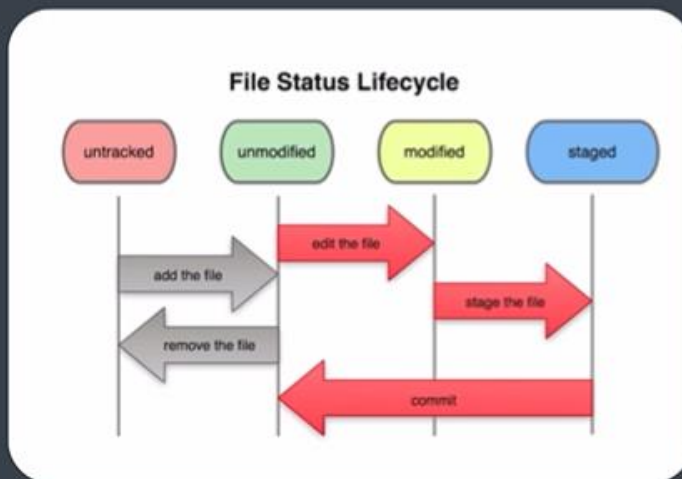 File Status Lifecycle
untracked
unmodified
modified
staged
edit the file
add the file
stage the file
remove the file
commit